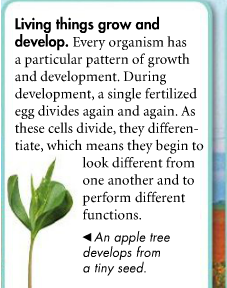 Living things grow and
develop. Every organism has
a particular pattern of growth
and development. During
development, a single fertilized
egg divides again and again. As
these cells divide, they differen-
tiate, which means they begin to
look different from
one another and to
perform different
functions.
◄ An apple tree
develops from
a tiny seed.